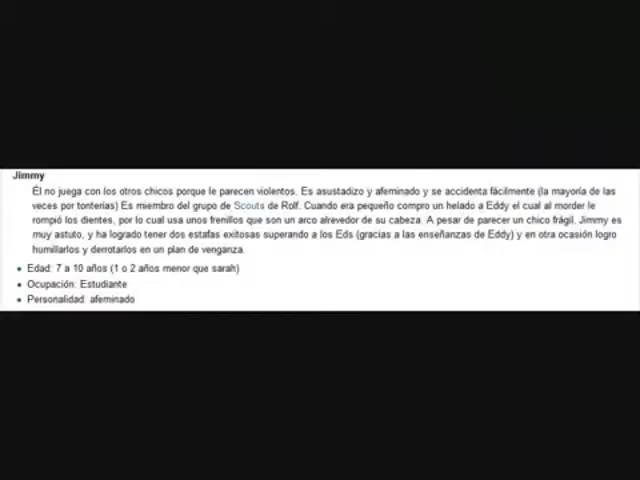 Jimmy
Él no juega con los otros chicos porque le parecen violentos. Es asustadizo y afeminado y se accidenta fácilmente (la mayoría de las
veces por tonterías) Es miembro del grupo de Scouts de Rolf. Cuando era pequeño compro un helado a Eddy el cual al morder le
rompió los dientes, por lo cual usa unos frenillos que son un arco alrevedor de su cabeza. A pesar de parecer un chico frágil, Jimmy es
muy astuto, y ha logrado tener dos estafas exitosas superando a los Eds (gracias a las enseñanzas de Eddy) y en otra ocasión logro
humillarlos y derrotarlos en un plan de venganza.
• Edad: 7 a 10 años (1 o 2 años menor que sarah)
• Ocupación: Estudiante
• Personalidad: afeminado